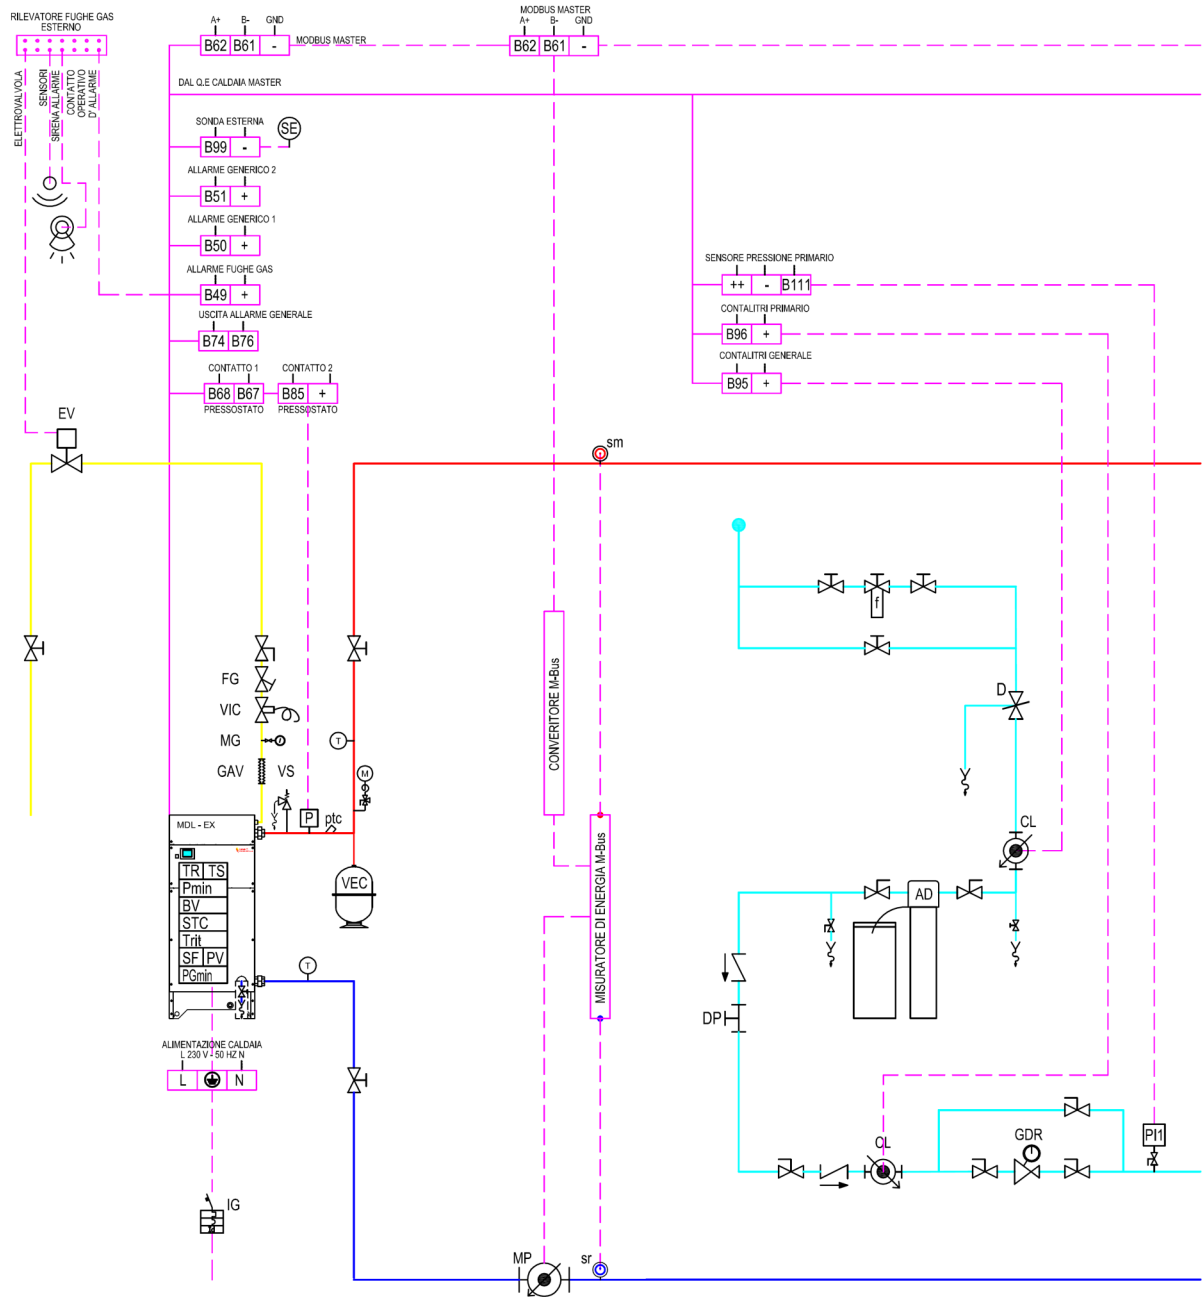 RILEVATORE FUGHE GAS
ESTERNO
ELETTROVALVOLA
SENSORI
SIRENA ALLARME
CONTATTO
OPERATIVO
D' ALLARME
A+ B- GND
B62 B61 -
MODBUS MASTER
MODBUS MASTER
A+ B- GND
B62 B61 -
DAL Q.E CALDAIA MASTER
SONDA ESTERNA
B99 -
SE
ALLARME GENERICO 2
B51 +
ALLARME GENERICO 1
B50 +
ALLARME FUGHE GAS
B49 +
USCITA ALLARME GENERALE
B74 B76
CONTATTO 1
B68 B67
PRESSOSTATO
CONTATTO 2
B85 +
PRESSOSTATO
SENSORE PRESSIONE PRIMARIO
++ - B111
CONTALITRI PRIMARIO
B96 +
CONTALITRI GENERALE
B95 +
EV
sm
f
FG
VIC
MG
GAV
VS
T
M
P
ptc
D
CL
CONVERITORE M-Bus
MISURATORE DI ENERGIA M-Bus
MDL - EX
TR TS
Pmin
BV
STC
Trit
SF PV
PGmin
VEC
AD
T
DP
ALIMENTAZIONE CALDAIA
L 230 V - 50 HZ N
L N
IG
CL
GDR
PI1
MP
sr